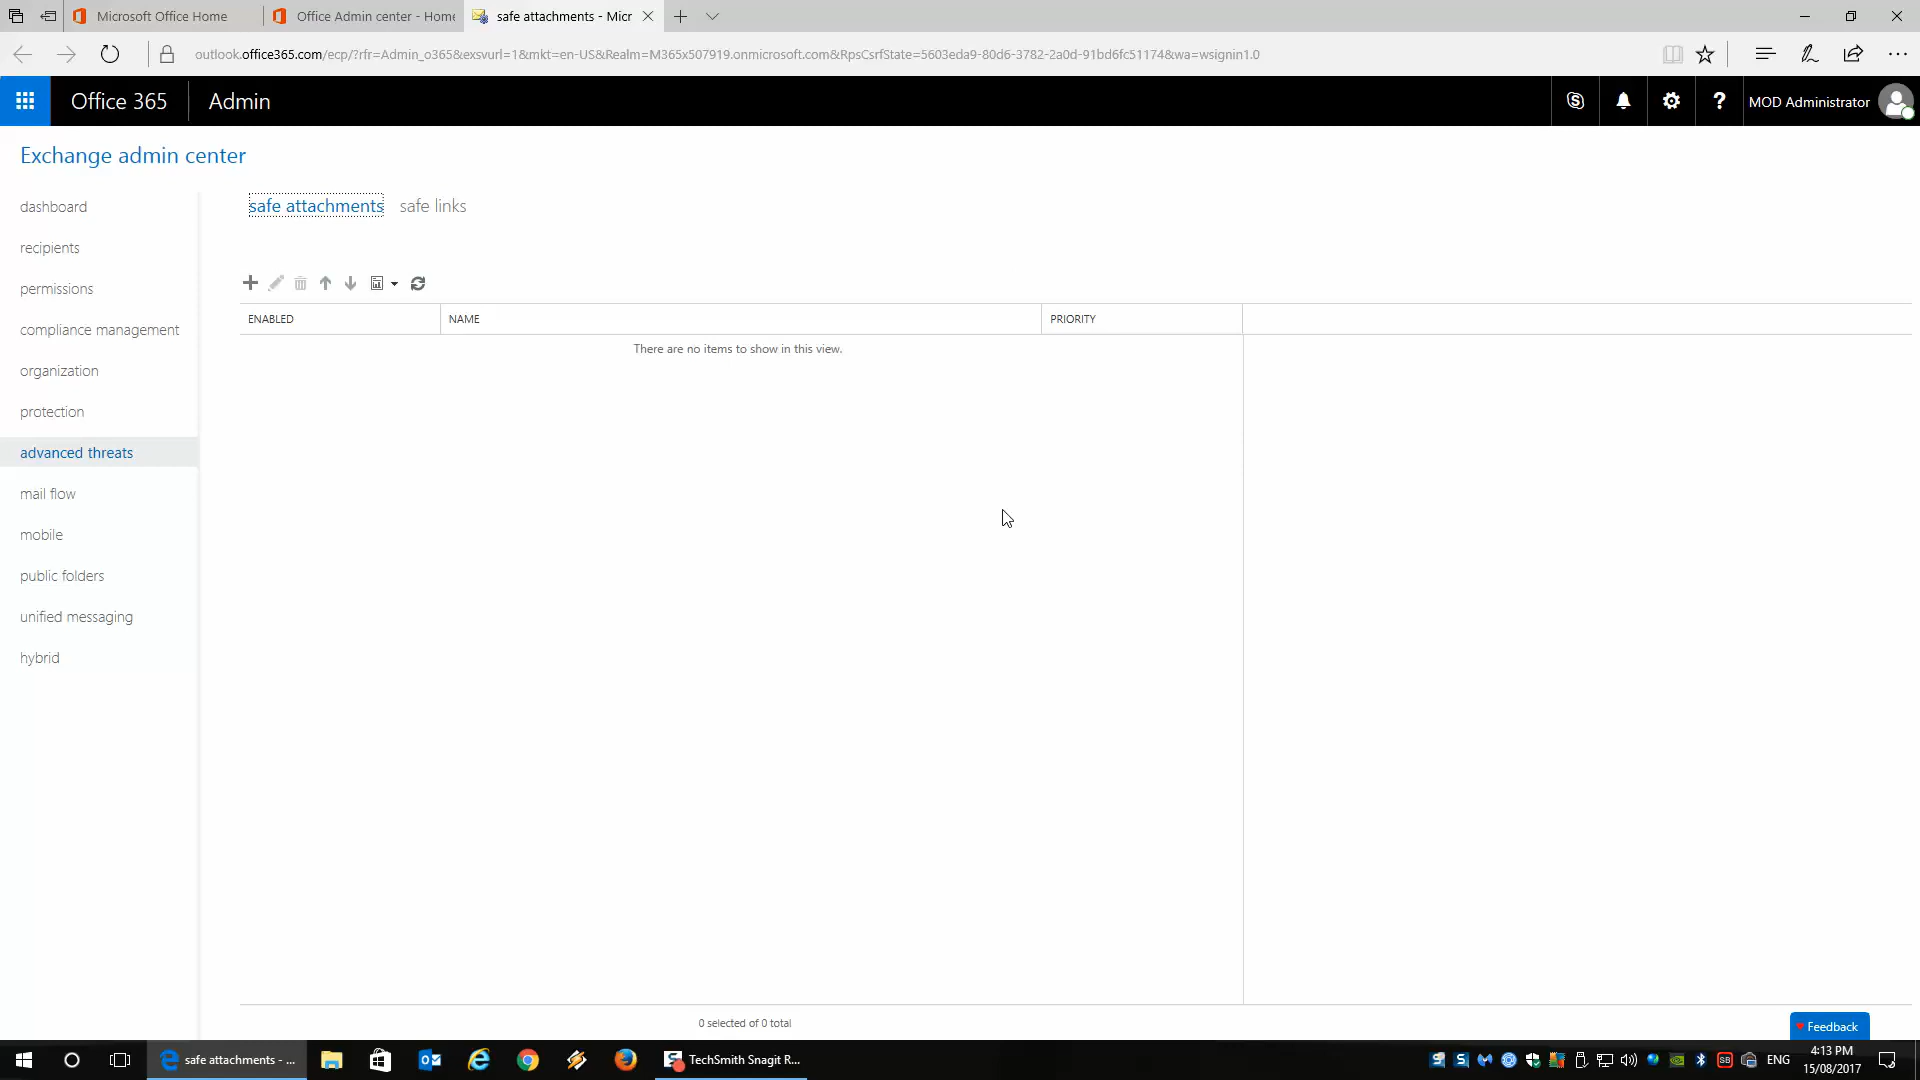 Microsoft Office Home
Office Admin center - Home
safe attachments - Micr
outlook.office365.com/ecp/?rfr=Admin_o365&exsvurl=1&mkt=en-US&Realm=M365x507919.onmicrosoft.com&RpsCsrfState=5603eda9-80d6-3782-2a0d-91bd6fc51174&wa=wsignin1.0
Office 365
Admin
?
MOD Administrator
Exchange admin center
dashboard
recipients
permissions
compliance management
organization
protection
advanced threats
mail flow
mobile
public folders
unified messaging
hybrid
safe attachments
safe links
ENABLED
NAME
PRIORITY
There are no items to show in this view.
0 selected of 0 total
Feedback
safe attachments - ...
TechSmith Snagit R...
SB
ENG
4:13 PM
15/08/2017